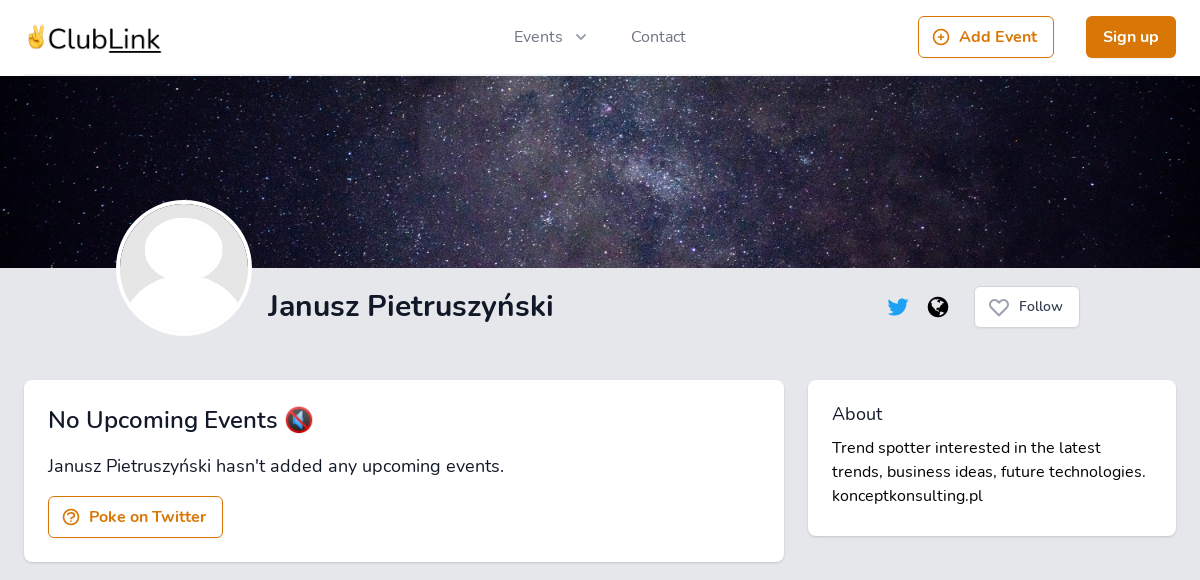 ✌️ClubLink
Events
Contact
Add Event
Sign up
Janusz Pietruszyński
Follow
No Upcoming Events 🔇
Janusz Pietruszyński hasn't added any upcoming events.
Poke on Twitter
About
Trend spotter interested in the latest
trends, business ideas, future technologies.
konceptkonsulting.pl